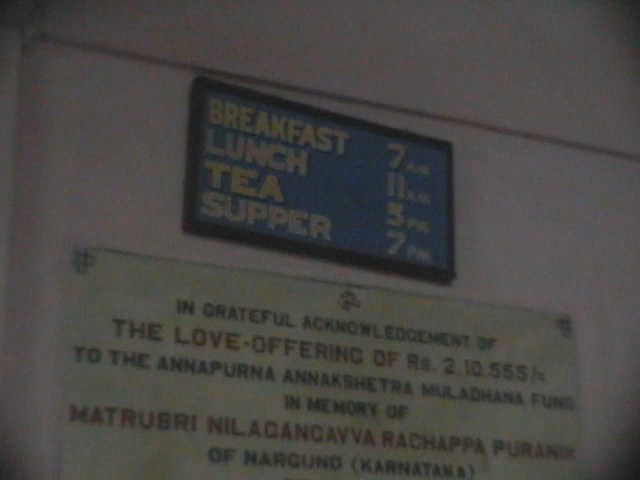 BREAKFAST 7 A.M.
LUNCH 11 A.M.
TEA 3 P.M.
SUPPER 7 P.M.
ॐ
IN GRATEFUL ACKNOWLEDGEMENT OF
THE LOVE-OFFERING OF Rs. 2,10,555/=
TO THE ANNAPURNA ANNAKSHETRA MULADHANA FUND
IN MEMORY OF
MATRUSRI NILAGANGAVVA RACHAPPA PURANIK
OF NARGUND (KARNATAKA)